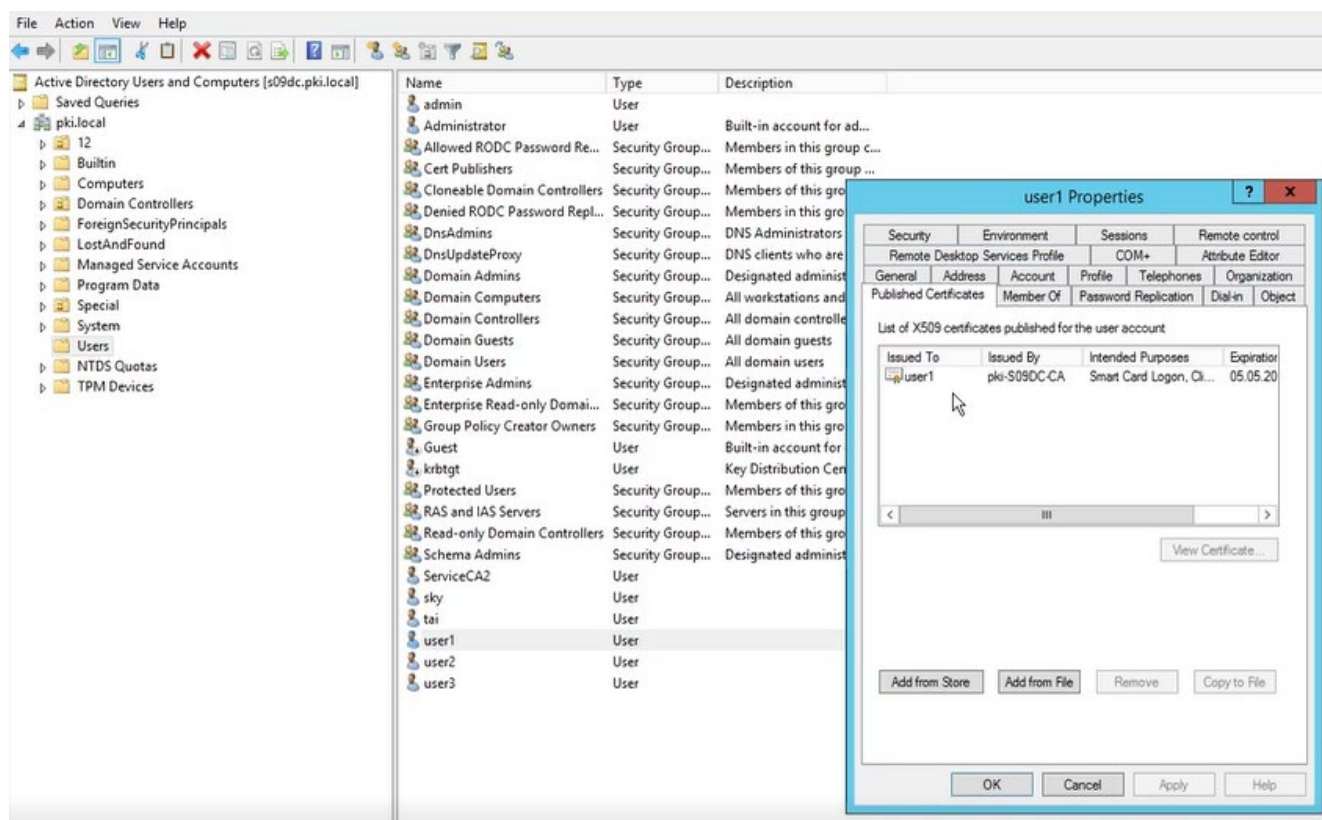 File Action View Help
Active Directory Users and Computers [s09dc.pki.local]
Saved Queries
pki.local
12
Builtin
Computers
Domain Controllers
ForeignSecurityPrincipals
LostAndFound
Managed Service Accounts
Program Data
Special
System
Users
NTDS Quotas
TPM Devices
Name Type Description
admin User
Administrator User Built-in account for ad...
Allowed RODC Password Re... Security Group... Members in this group c...
Cert Publishers Security Group... Members of this group ...
Cloneable Domain Controllers Security Group... Members of this gro
Denied RODC Password Repl... Security Group... Members in this gro
DnsAdmins Security Group... DNS Administrators
DnsUpdateProxy Security Group... DNS clients who are
Domain Admins Security Group... Designated administ
Domain Computers Security Group... All workstations and
Domain Controllers Security Group... All domain controlle
Domain Guests Security Group... All domain guests
Domain Users Security Group... All domain users
Enterprise Admins Security Group... Designated administ
Enterprise Read-only Domai... Security Group... Members of this gro
Group Policy Creator Owners Security Group... Members in this gro
Guest User Built-in account for
krbtgt User Key Distribution Cen
Protected Users Security Group... Members of this gro
RAS and IAS Servers Security Group... Servers in this group
Read-only Domain Controllers Security Group... Members of this gro
Schema Admins Security Group... Designated administ
ServiceCA2 User
sky User
tai User
user1 User
user2 User
user3 User
user1 Properties ? x
Security Environment Sessions Remote control
Remote Desktop Services Profile COM+ Attribute Editor
General Address Account Profile Telephones Organization
Published Certificates Member Of Password Replication Dial-in Object
List of X509 certificates published for the user account
Issued To Issued By Intended Purposes Expiration
user1 pki-S09DC-CA Smart Card Logon, Cli... 05.05.20
View Certificate...
Add from Store Add from File Remove Copy to File
OK Cancel Apply Help